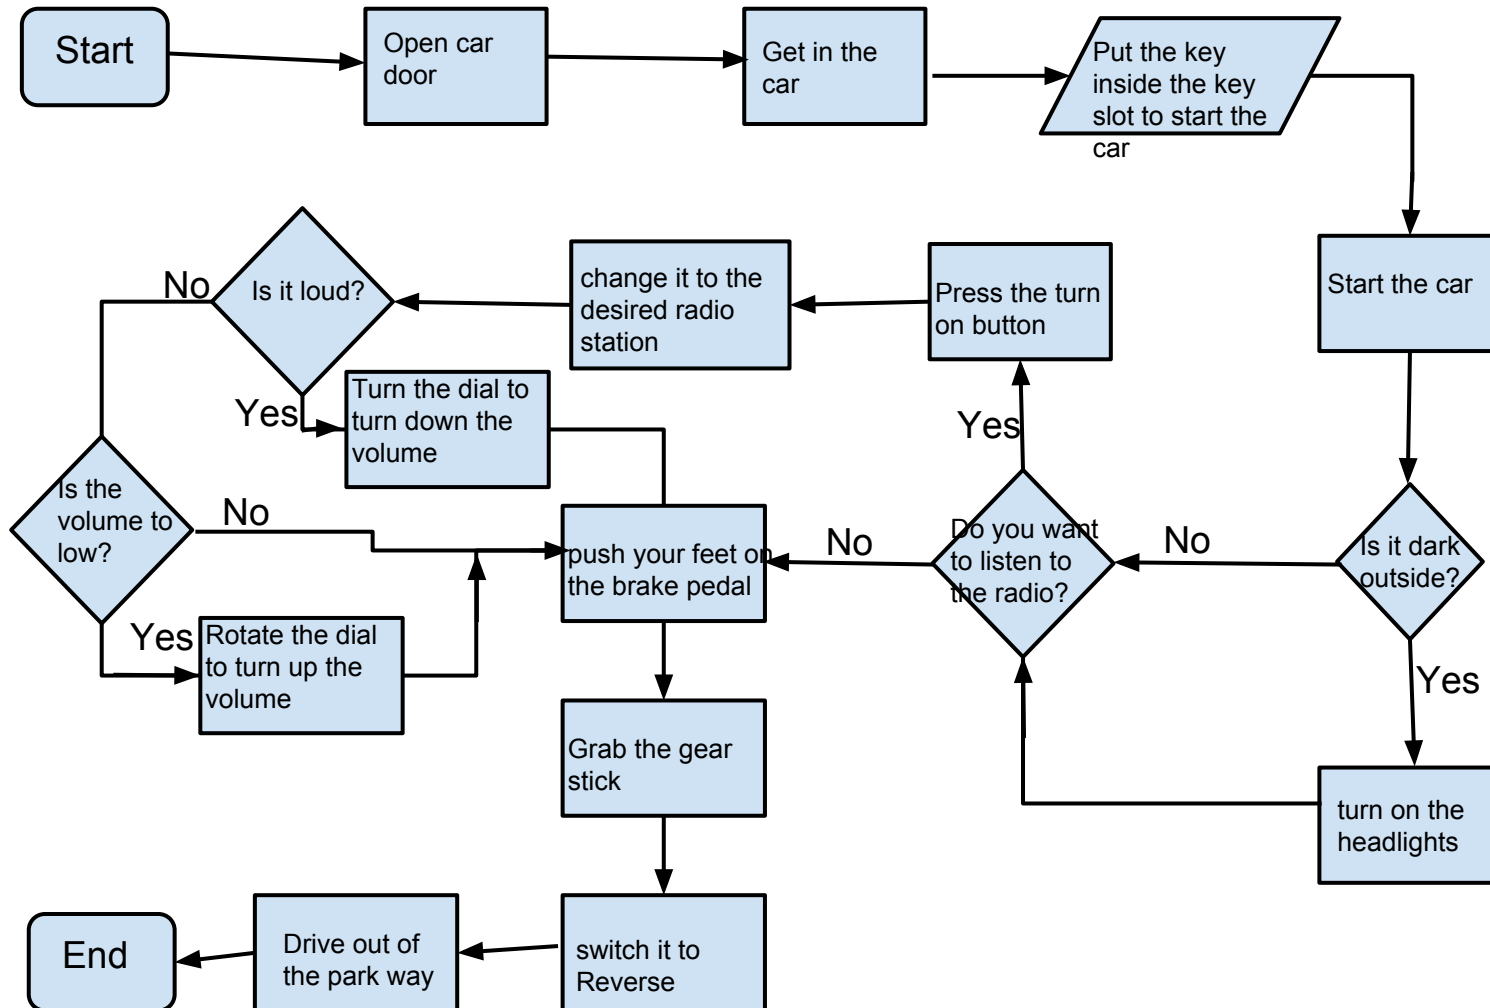 Start
Open car
door
Get in the
car
Put the key
inside the key
slot to start the
car
Start the car
Is it dark
outside?
Yes
turn on the
headlights
No
Do you want
to listen to
the radio?
Yes
Press the turn
on button
change it to the
desired radio
station
Is it loud?
Yes
Turn the dial to
turn down the
volume
No
Is the
volume to
low?
Yes
Rotate the dial
to turn up the
volume
No
No
push your feet on
the brake pedal
Grab the gear
stick
switch it to
Reverse
Drive out of
the park way
End